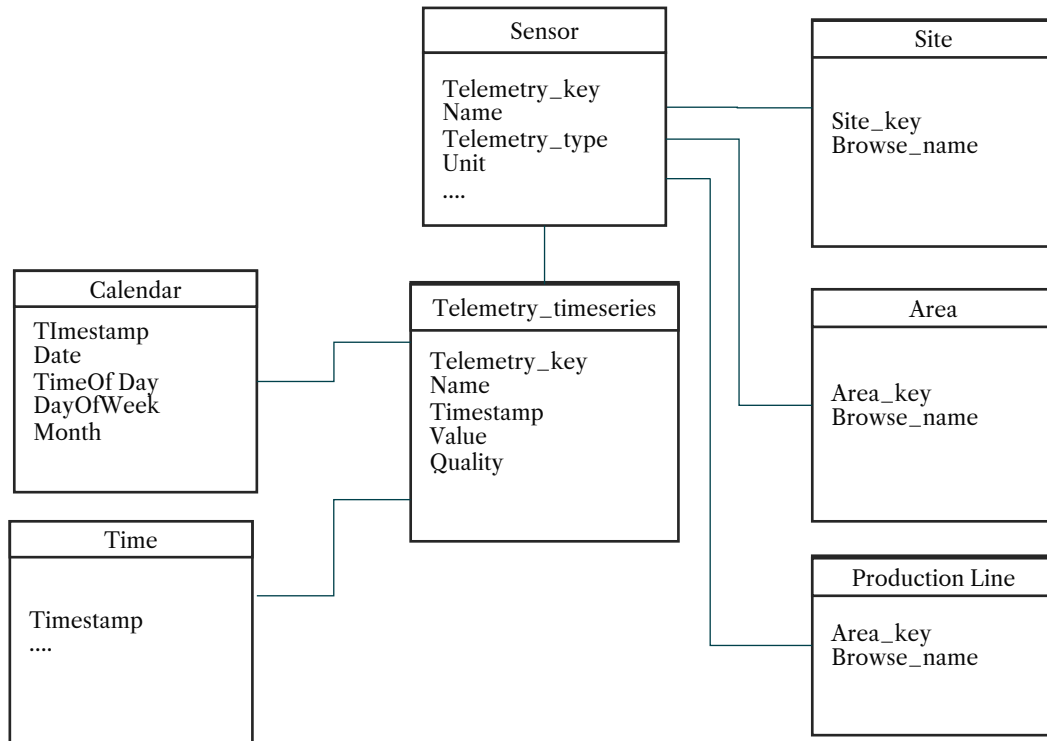 Sensor
Telemetry_key
Name
Telemetry_type
Unit
....
Site
Site_key
Browse_name
Calendar
TImestamp
Date
TimeOf Day
DayOfWeek
Month
Telemetry_timeseries
Telemetry_key
Name
Timestamp
Value
Quality
Area
Area_key
Browse_name
Time
Timestamp
....
Production Line
Area_key
Browse_name